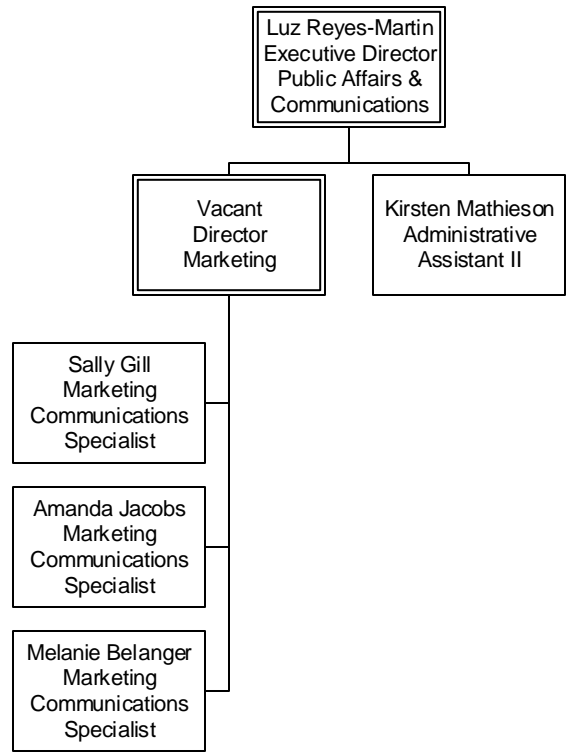 Luz Reyes-Martin
Executive Director
Public Affairs &
Communications
Vacant
Director
Marketing
Kirsten Mathieson
Administrative
Assistant II
Sally Gill
Marketing
Communications
Specialist
Amanda Jacobs
Marketing
Communications
Specialist
Melanie Belanger
Marketing
Communications
Specialist